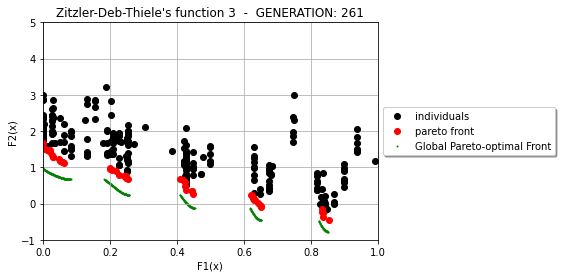 Zitzler-Deb-Thiele's function 3 - GENERATION: 261
5
4
3
2
1
0
−1
F2(x)
0.0 0.2 0.4 0.6 0.8 1.0
F1(x)
individuals
pareto front
Global Pareto-optimal Front